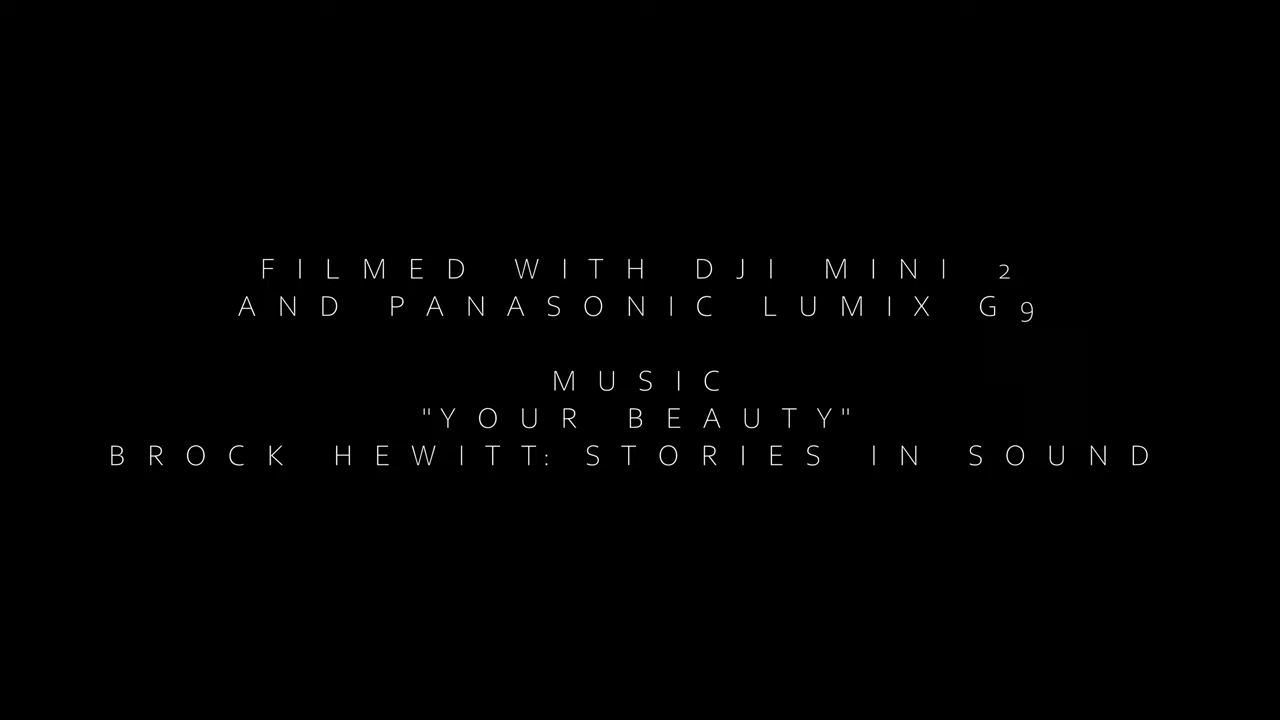 FILMED WITH DJI MINI 2
AND PANASONIC LUMIX G9
MUSIC
"YOUR BEAUTY"
BROCK HEWITT: STORIES IN SOUND